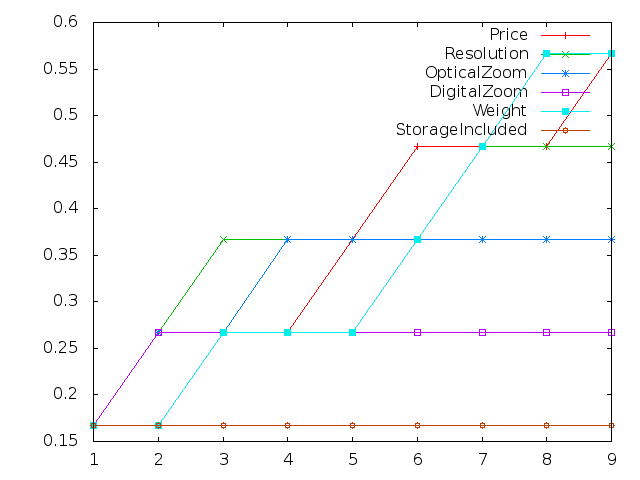 0.6
0.55
0.5
0.45
0.4
0.35
0.3
0.25
0.2
0.15
1 2 3 4 5 6 7 8 9
Price
Resolution
OpticalZoom
DigitalZoom
Weight
StorageIncluded